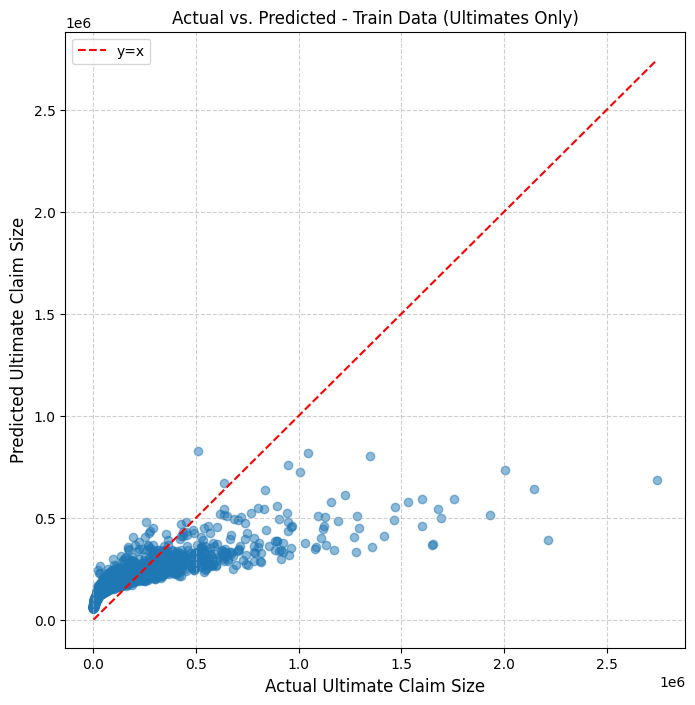 Actual vs. Predicted - Train Data (Ultimates Only)
1e6
y=x
2.5
2.0
1.5
1.0
0.5
0.0
Predicted Ultimate Claim Size
0.0 0.5 1.0 1.5 2.0 2.5
1e6
Actual Ultimate Claim Size